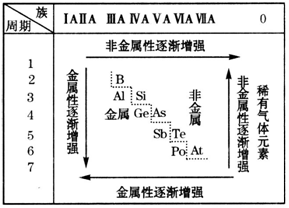 族
周期
ⅠA ⅡA ⅢA ⅣA ⅤA ⅥA ⅦA 0
非金属性逐渐增强
1
2
3
4
5
6
7
金属性逐渐增强
B
Al Si
金属 Ge As
Sb Te
Po At
非金属
非金属性逐渐增强
稀有气体元素
金属性逐渐增强